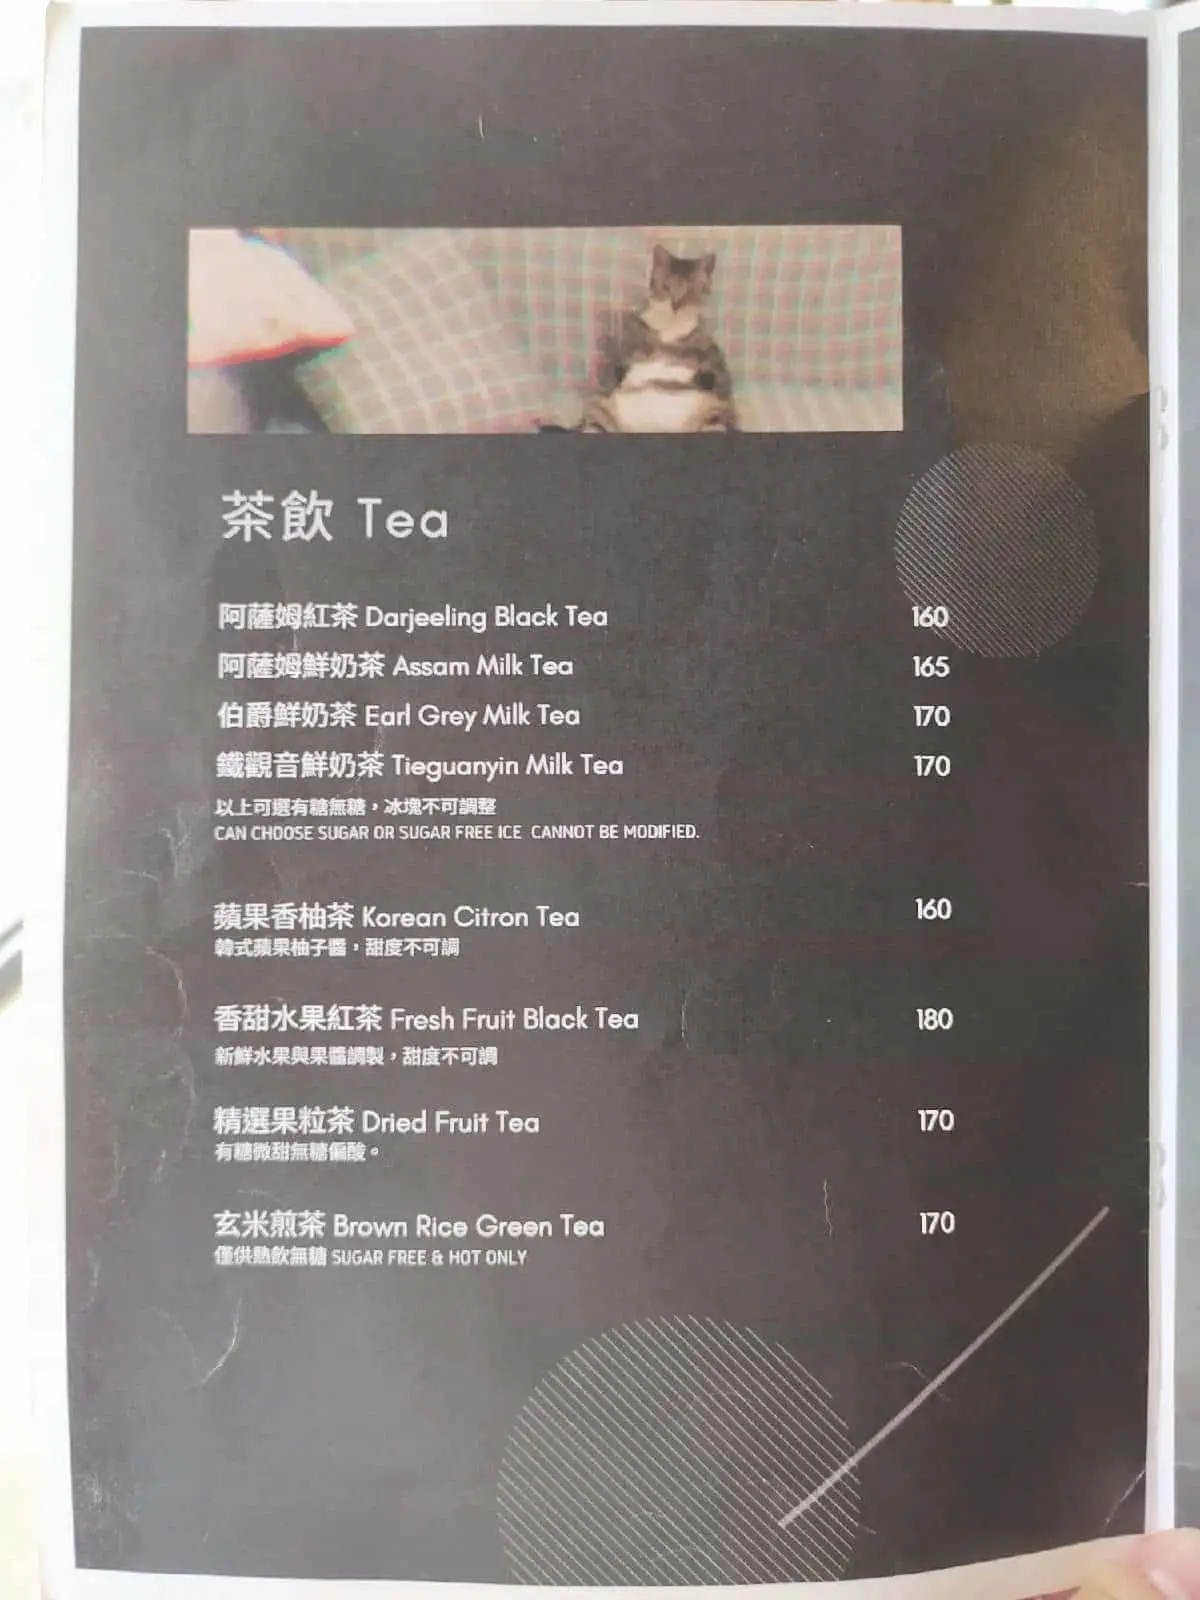 茶飲 Tea
阿薩姆紅茶 Darjeeling Black Tea 160
阿薩姆鮮奶茶 Assam Milk Tea 165
伯爵鮮奶茶 Earl Grey Milk Tea 170
鐵觀音鮮奶茶 Tieguanyin Milk Tea 170
以上可選有糖無糖，冰塊不可調整
CAN CHOOSE SUGAR OR SUGAR FREE ICE CANNOT BE MODIFIED.
蘋果香柚茶 Korean Citron Tea 160
韓式蘋果柚子醬，甜度不可調
香甜水果紅茶 Fresh Fruit Black Tea 180
新鮮水果與果醬調製，甜度不可調
精選果粒茶 Dried Fruit Tea 170
有糖微甜無糖偏酸。
玄米煎茶 Brown Rice Green Tea 170
僅供熱飲無糖 SUGAR FREE & HOT ONLY